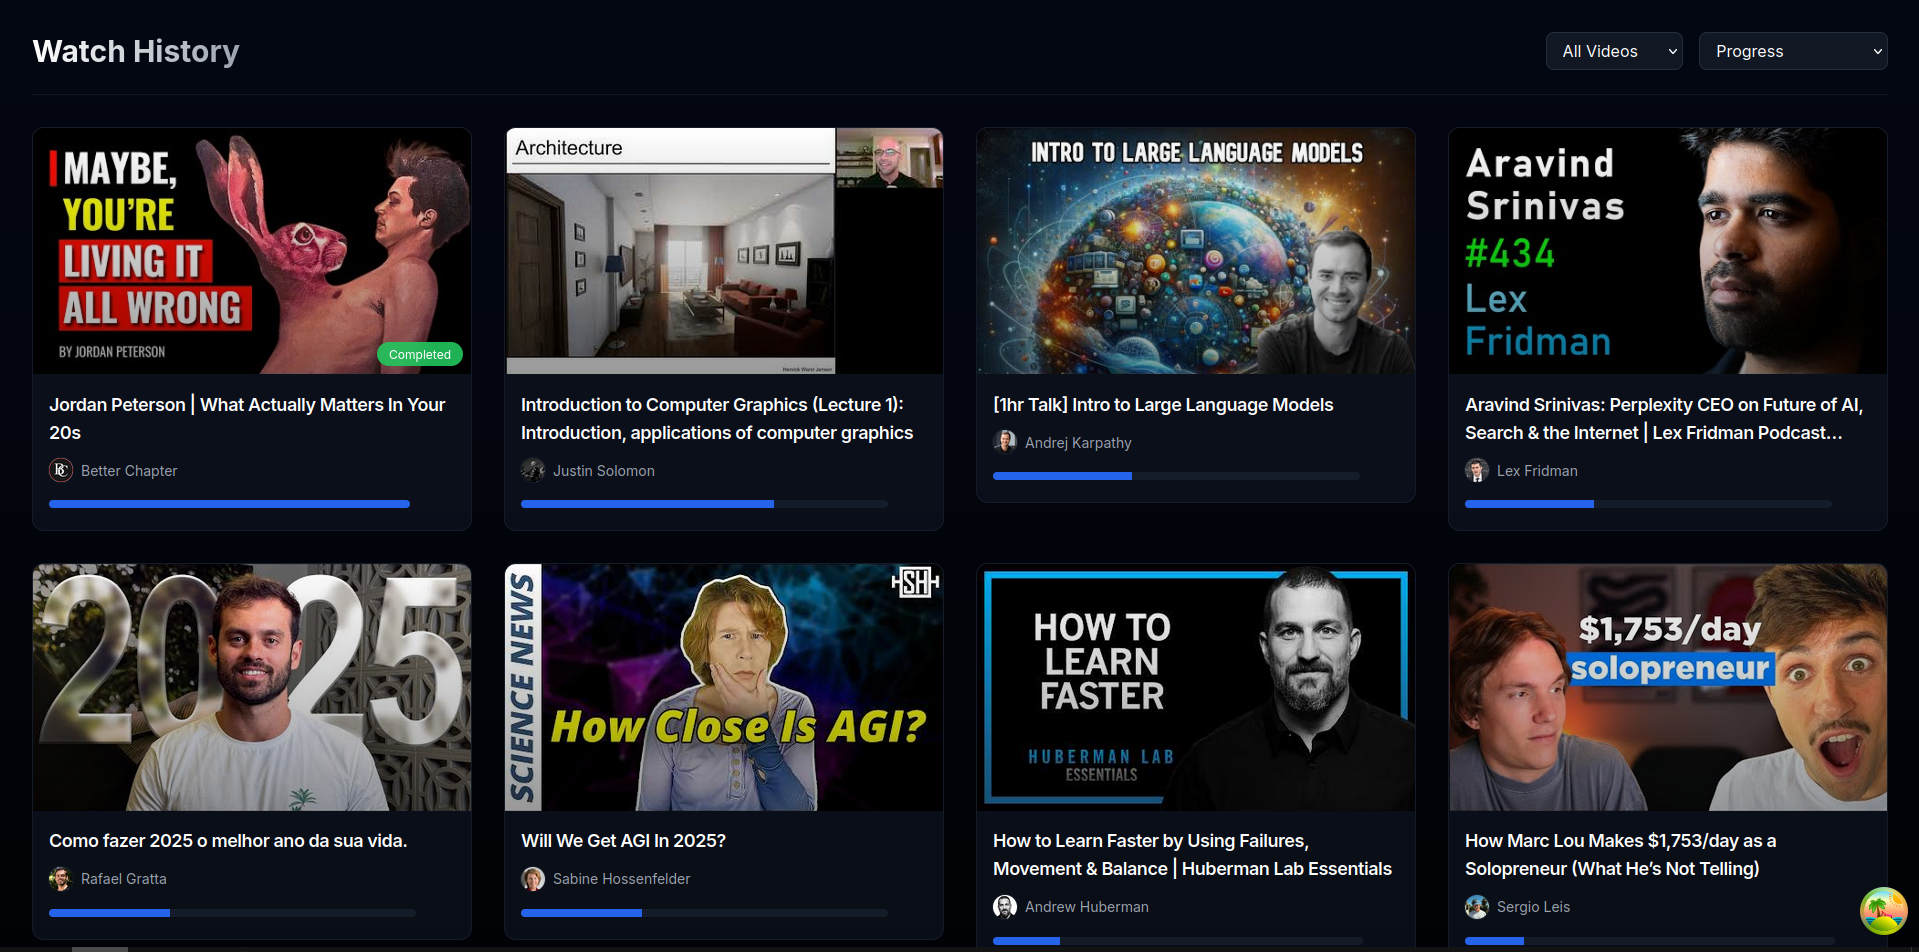 Watch History
All Videos
Progress
MAYBE,
YOU'RE
LIVING IT
ALL WRONG
BY JORDAN PETERSON
Completed
Jordan Peterson | What Actually Matters In Your
20s
BC
Better Chapter
Architecture
Henrik Wann Jensen
Introduction to Computer Graphics (Lecture 1):
Introduction, applications of computer graphics
Justin Solomon
INTRO TO LARGE LANGUAGE MODELS
[1hr Talk] Intro to Large Language Models
Andrej Karpathy
Aravind
Srinivas
#434
Lex
Fridman
Aravind Srinivas: Perplexity CEO on Future of AI,
Search & the Internet | Lex Fridman Podcast...
Lex Fridman
2025
Como fazer 2025 o melhor ano da sua vida.
Rafael Gratta
SCIENCE NEWS
SH
How Close Is AGI?
Will We Get AGI In 2025?
Sabine Hossenfelder
HOW TO
LEARN
FASTER
HUBERMAN LAB
ESSENTIALS
How to Learn Faster by Using Failures,
Movement & Balance | Huberman Lab Essentials
Andrew Huberman
$1,753/day
solopreneur
How Marc Lou Makes $1,753/day as a
Solopreneur (What He’s Not Telling)
Sergio Leis